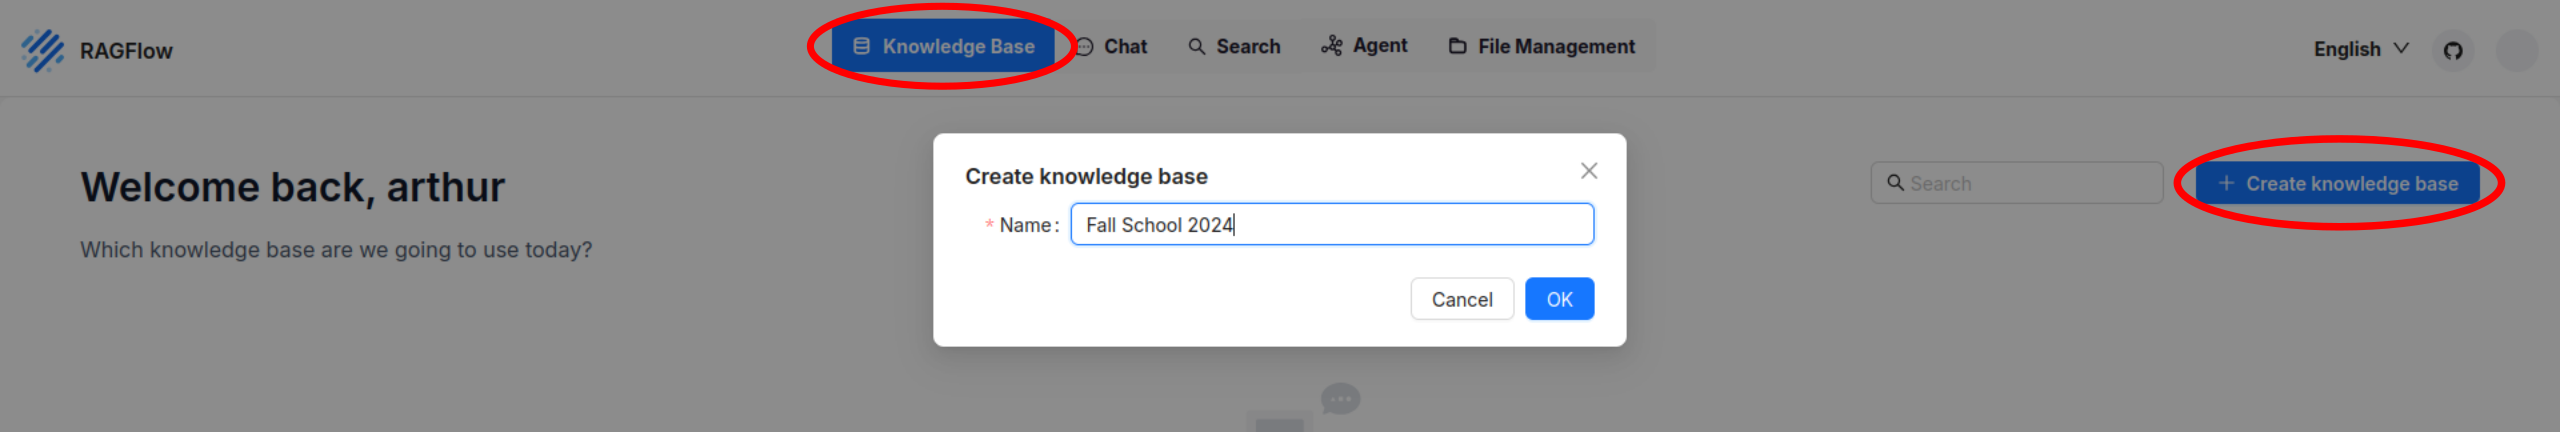 RAGFlow
Knowledge Base
Chat
Search
Agent
File Management
English
Welcome back, arthur
Which knowledge base are we going to use today?
Search
+ Create knowledge base
Create knowledge base
* Name: Fall School 2024
Cancel
OK